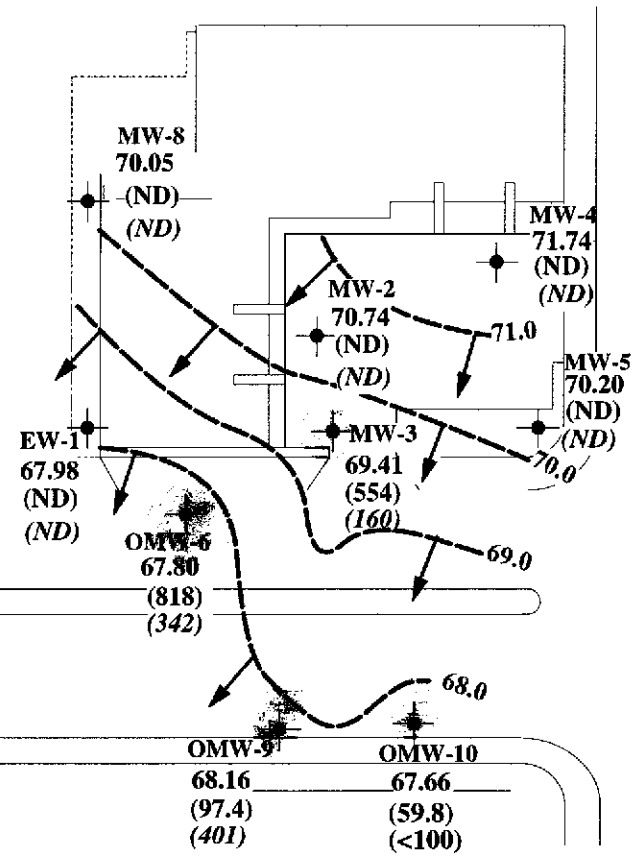 MW-8
70.05
(ND)
(ND)
MW-4
71.74
(ND)
(ND)
MW-2
70.74
(ND)
(ND)
71.0
MW-5
70.20
(ND)
(ND)
EW-1
67.98
(ND)
(ND)
MW-3
69.41
(554)
(160)
70.0
OMW-6
67.80
(818)
(342)
69.0
68.0
OMW-9
68.16
(97.4)
(401)
OMW-10
67.66
(59.8)
(<100)